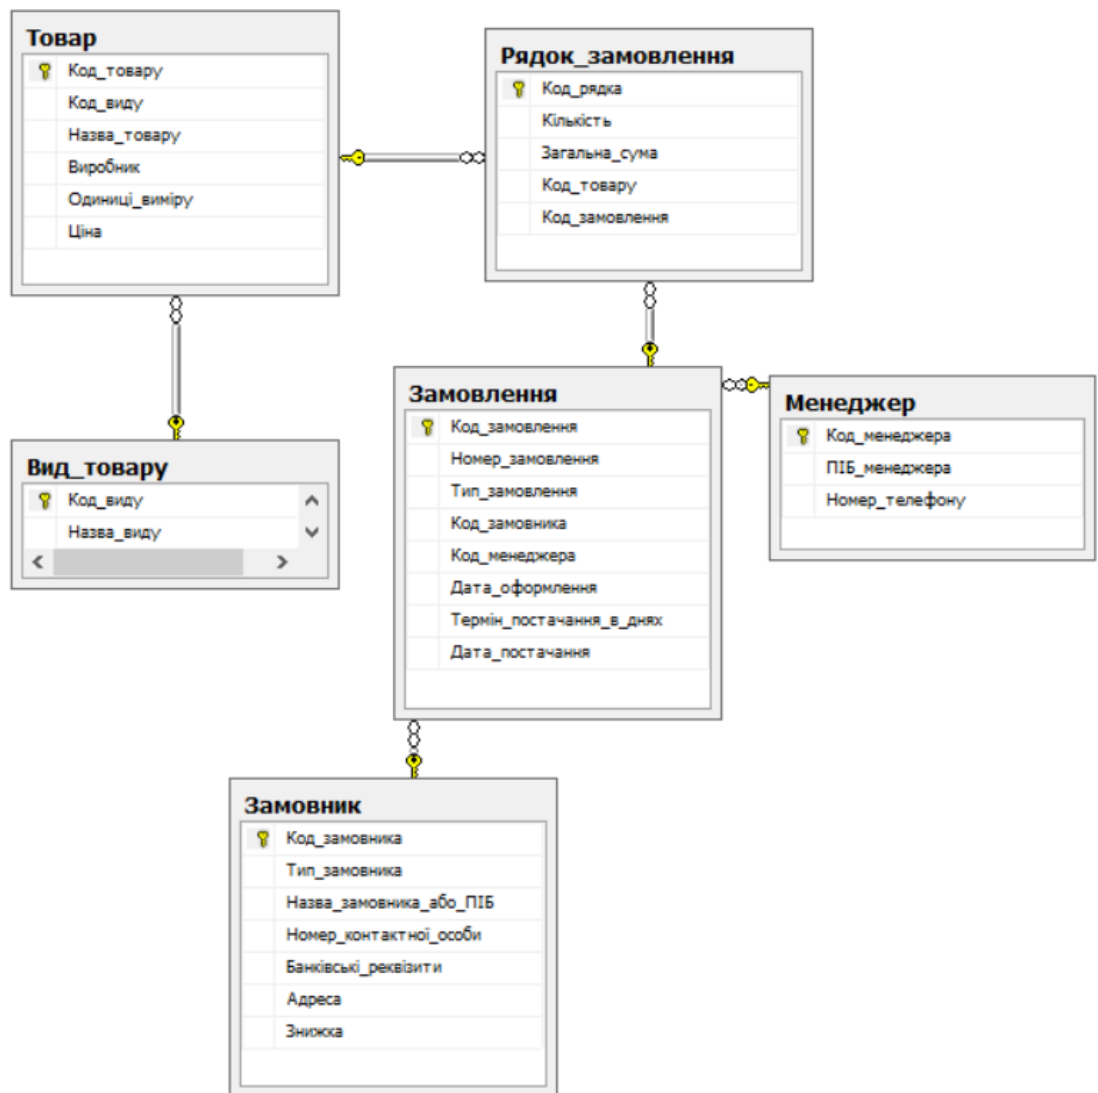 Товар
Код_товару
Код_виду
Назва_товару
Виробник
Одиниці_виміру
Ціна
Рядок_замовлення
Код_рядка
Кількість
Загальна_сума
Код_товару
Код_замовлення
Вид_товару
Код_виду
Назва_виду
Замовлення
Код_замовлення
Номер_замовлення
Тип_замовлення
Код_замовника
Код_менеджера
Дата_оформлення
Термін_постачання_в_днях
Дата_постачання
Менеджер
Код_менеджера
ПІБ_менеджера
Номер_телефону
Замовник
Код_замовника
Тип_замовника
Назва_замовника_або_ПІБ
Номер_контактної_особи
Банківські_реквізити
Адреса
Знижка